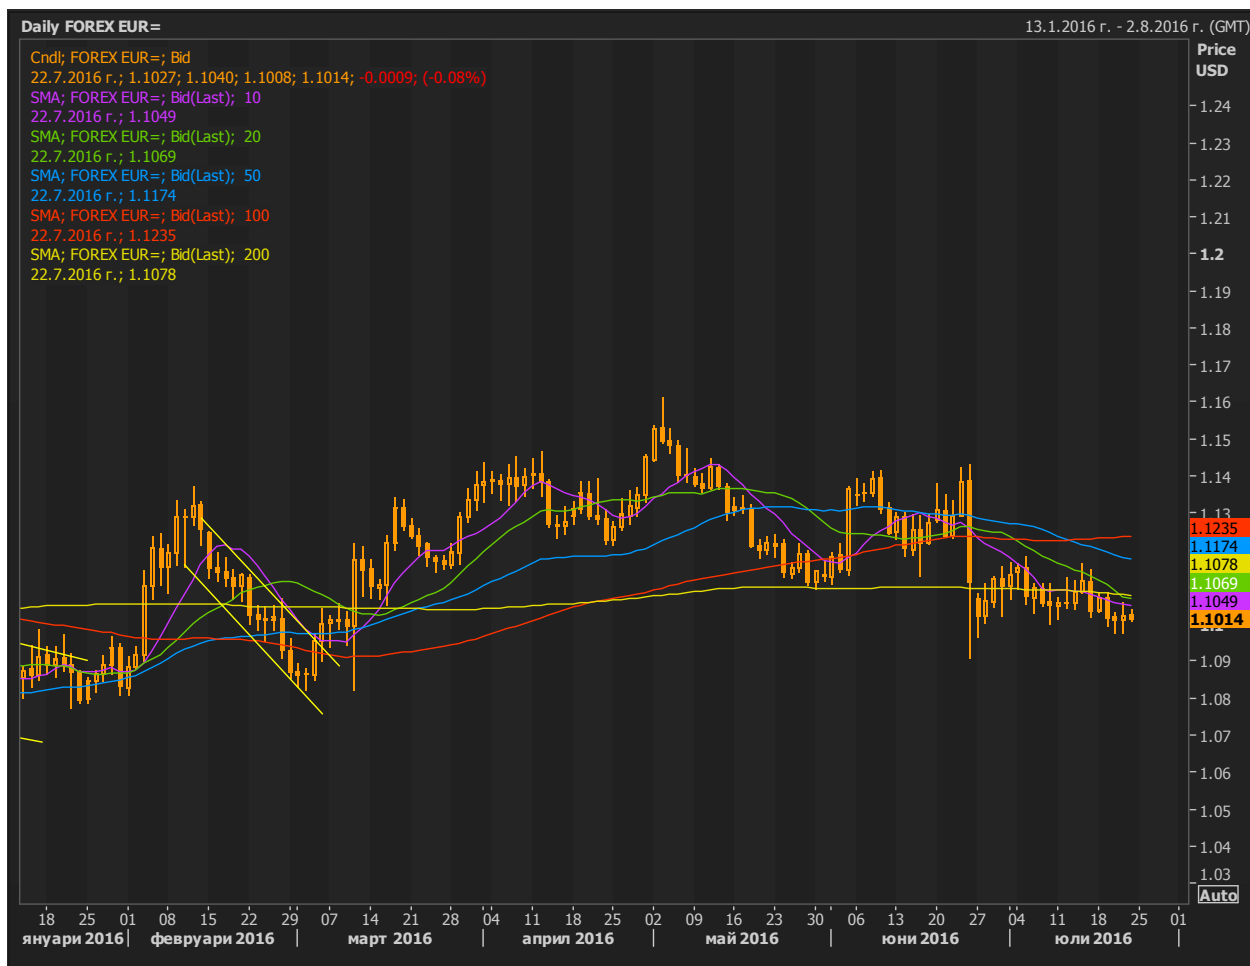 Daily FOREX EUR=
13.1.2016 г. - 2.8.2016 г. (GMT)
Price
USD
Cndl; FOREX EUR=; Bid
22.7.2016 г.; 1.1027; 1.1040; 1.1008; 1.1014; -0.0009; (-0.08%)
SMA; FOREX EUR=; Bid(Last); 10
22.7.2016 г.; 1.1049
SMA; FOREX EUR=; Bid(Last); 20
22.7.2016 г.; 1.1069
SMA; FOREX EUR=; Bid(Last); 50
22.7.2016 г.; 1.1174
SMA; FOREX EUR=; Bid(Last); 100
22.7.2016 г.; 1.1235
SMA; FOREX EUR=; Bid(Last); 200
22.7.2016 г.; 1.1078
1.24
1.23
1.22
1.21
1.2
1.19
1.18
1.17
1.16
1.15
1.14
1.13
1.1235
1.1174
1.1078
1.1069
1.1049
1.1014
1.09
1.08
1.07
1.06
1.05
1.04
1.03
Auto
18 25 01 08 15 22 29 07 14 21 28 04 11 18 25 02 09 16 23 30 06 13 20 27 04 11 18 25 01
януари 2016 февруари 2016 март 2016 април 2016 май 2016 юни 2016 юли 2016